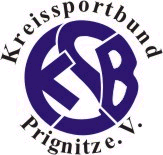 Kreissportbund
KSB
Prignitz e. V.